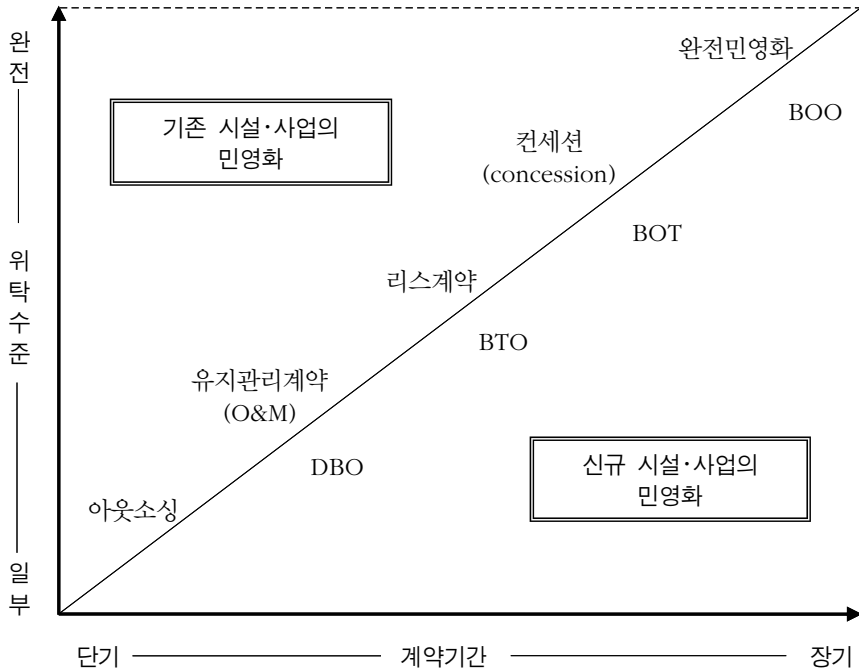 완전
위탁수준
일부
완전민영화
BOO
기존 시설·사업의
민영화
컨세션
(concession)
BOT
리스계약
BTO
유지관리계약
(O&M)
DBO
신규 시설·사업의
민영화
아웃소싱
단기 계약기간 장기